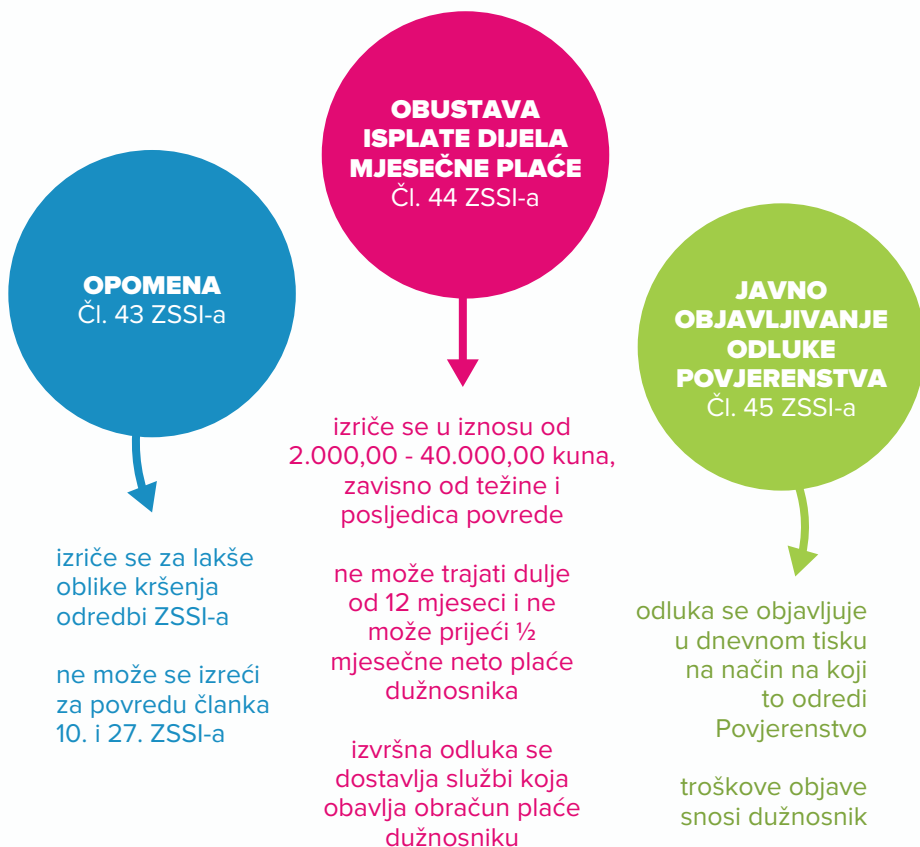 OPOMENA
Čl. 43 ZSSI-a
izriče se za lakše
oblike kršenja
odredbi ZSSI-a
ne može se izreći
za povredu članka
10. i 27. ZSSI-a
OBUSTAVA
ISPLATE DIJELA
MJESEČNE PLAĆE
Čl. 44 ZSSI-a
izriče se u iznosu od
2.000,00 - 40.000,00 kuna,
zavisno od težine i
posljedica povrede
ne može trajati dulje
od 12 mjeseci i ne
može prijeći ½
mjesečne neto plaće
dužnosnika
izvršna odluka se
dostavlja službi koja
obavlja obračun plaće
dužnosniku
JAVNO
OBJAVLJIVANJE
ODLUKE
POVJERENSTVA
Čl. 45 ZSSI-a
odluka se objavljuje
u dnevnom tisku
na način na koji
to odredi
Povjerenstvo
troškove objave
snosi dužnosnik